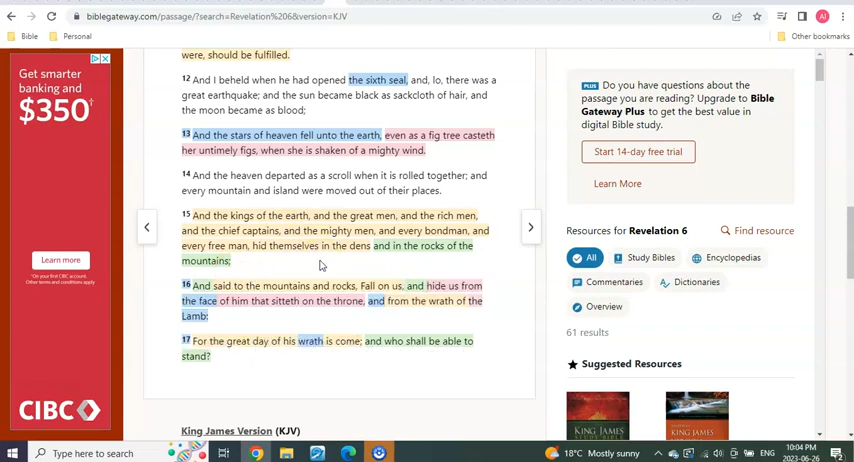 biblegateway.com/passage/?search=Revelation%206&version=KJV
AI
Bible
Personal
Other bookmarks
Get smarter
banking and
$350†
Learn more
*On your first CIBC account.
Other terms and conditions apply
CIBC
were, should be fulfilled.
12 And I beheld when he had opened the sixth seal, and, lo, there was a
great earthquake; and the sun became black as sackcloth of hair, and
the moon became as blood;
13 And the stars of heaven fell unto the earth, even as a fig tree casteth
her untimely figs, when she is shaken of a mighty wind.
14 And the heaven departed as a scroll when it is rolled together; and
every mountain and island were moved out of their places.
15 And the kings of the earth, and the great men, and the rich men,
and the chief captains, and the mighty men, and every bondman, and
every free man, hid themselves in the dens and in the rocks of the
mountains;
16 And said to the mountains and rocks, Fall on us, and hide us from
the face of him that sitteth on the throne, and from the wrath of the
Lamb:
17 For the great day of his wrath is come; and who shall be able to
stand?
King James Version (KJV)
PLUS Do you have questions about the
passage you are reading? Upgrade to Bible
Gateway Plus to get the best value in
digital Bible study.
Start 14-day free trial
Learn More
Resources for Revelation 6
Find resource
All
Study Bibles
Encyclopedias
Commentaries
Dictionaries
Overview
61 results
Suggested Resources
KING JAMES
KING JAMES
Type here to search
18°C Mostly sunny
ENG
10:04 PM
2023-06-26